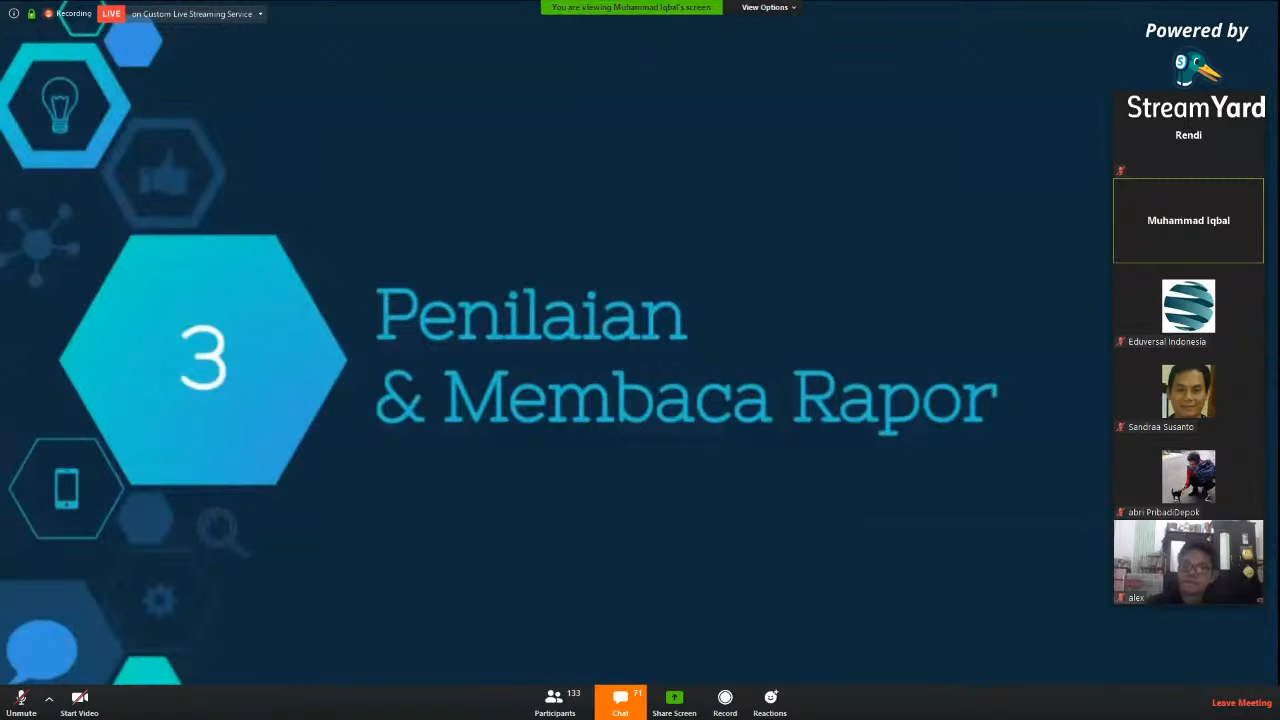 Recording
LIVE
on Custom Live Streaming Service
You are viewing Muhammad Iqbal's screen
View Options
Powered by
S
StreamYard
Rendi
Muhammad Iqbal
Eduversal Indonesia
Sandraa Susanto
abri PribadiDepok
alex
3
Penilaian
& Membaca Rapor
Unmute
Start Video
Participants
133
Chat
71
Share Screen
Record
Reactions
Leave Meeting